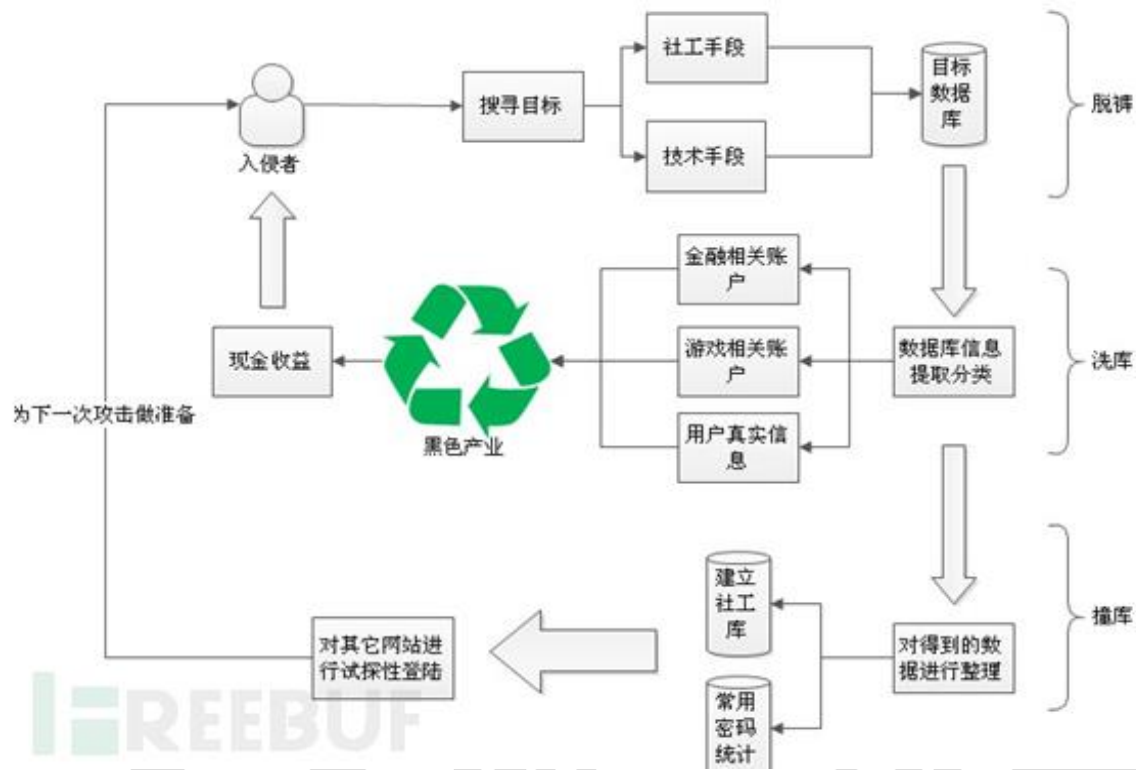 社工手段
目标
数据
库
脱裤
搜寻目标
入侵者
技术手段
金融相关账
户
现金收益
游戏相关账
户
数据库信息
提取分类
洗库
为下一次攻击做准备
黑色产业
用户真实信
息
建立
社工
库
对其它网站进
行试探性登陆
对得到的数
据进行整理
撞库
常用
密码
统计
FREEBUF